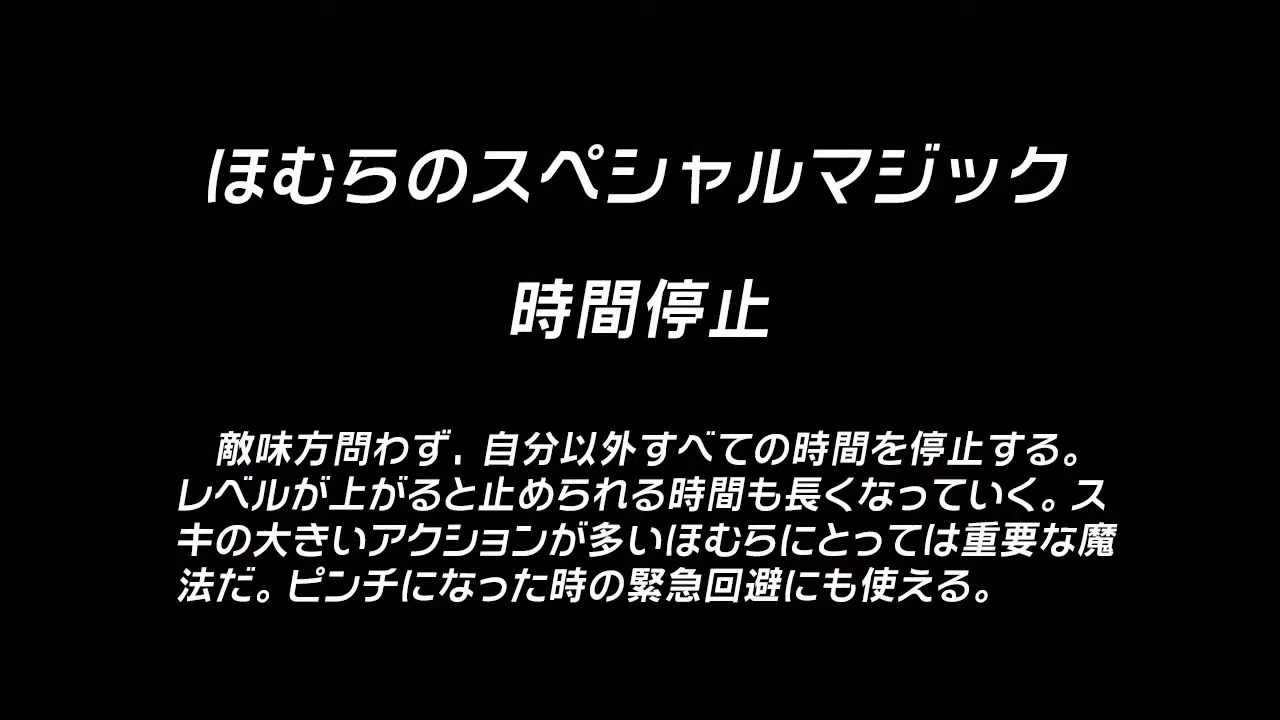 ほむらのスペシャルマジック
時間停止
敵味方問わず，自分以外すべての時間を停止する。
レベルが上がると止められる時間も長くなっていく。ス
キの大きいアクションが多いほむらにとっては重要な魔
法だ。ピンチになった時の緊急回避にも使える。